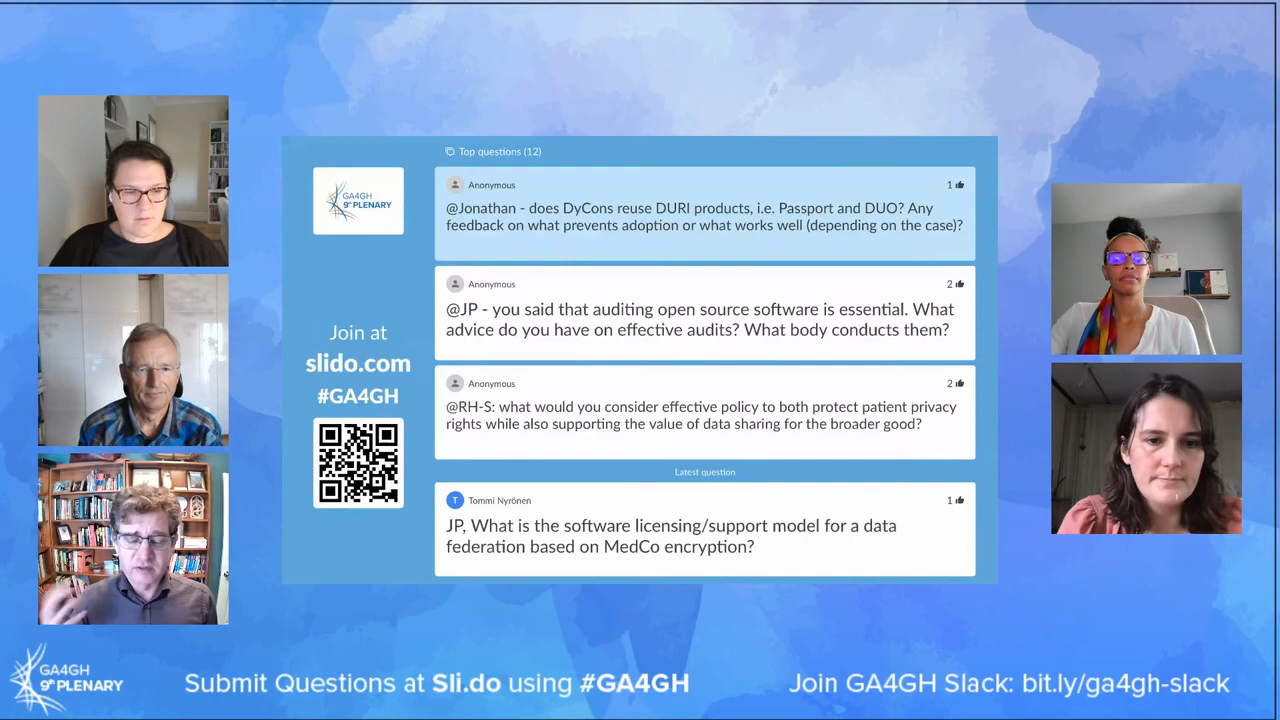 GA4GH
9th PLENARY
Join at
slido.com
#GA4GH
Top questions (12)
Anonymous
1
@Jonathan - does DyCons reuse DURI products, i.e. Passport and DUO? Any
feedback on what prevents adoption or what works well (depending on the case)?
Anonymous
2
@JP - you said that auditing open source software is essential. What
advice do you have on effective audits? What body conducts them?
Anonymous
2
@RH-S: what would you consider effective policy to both protect patient privacy
rights while also supporting the value of data sharing for the broader good?
Latest question
T
Tommi Nyrönen
1
JP, What is the software licensing/support model for a data
federation based on MedCo encryption?
GA4GH
9th PLENARY
Submit Questions at Sli.do using #GA4GH
Join GA4GH Slack: bit.ly/ga4gh-slack